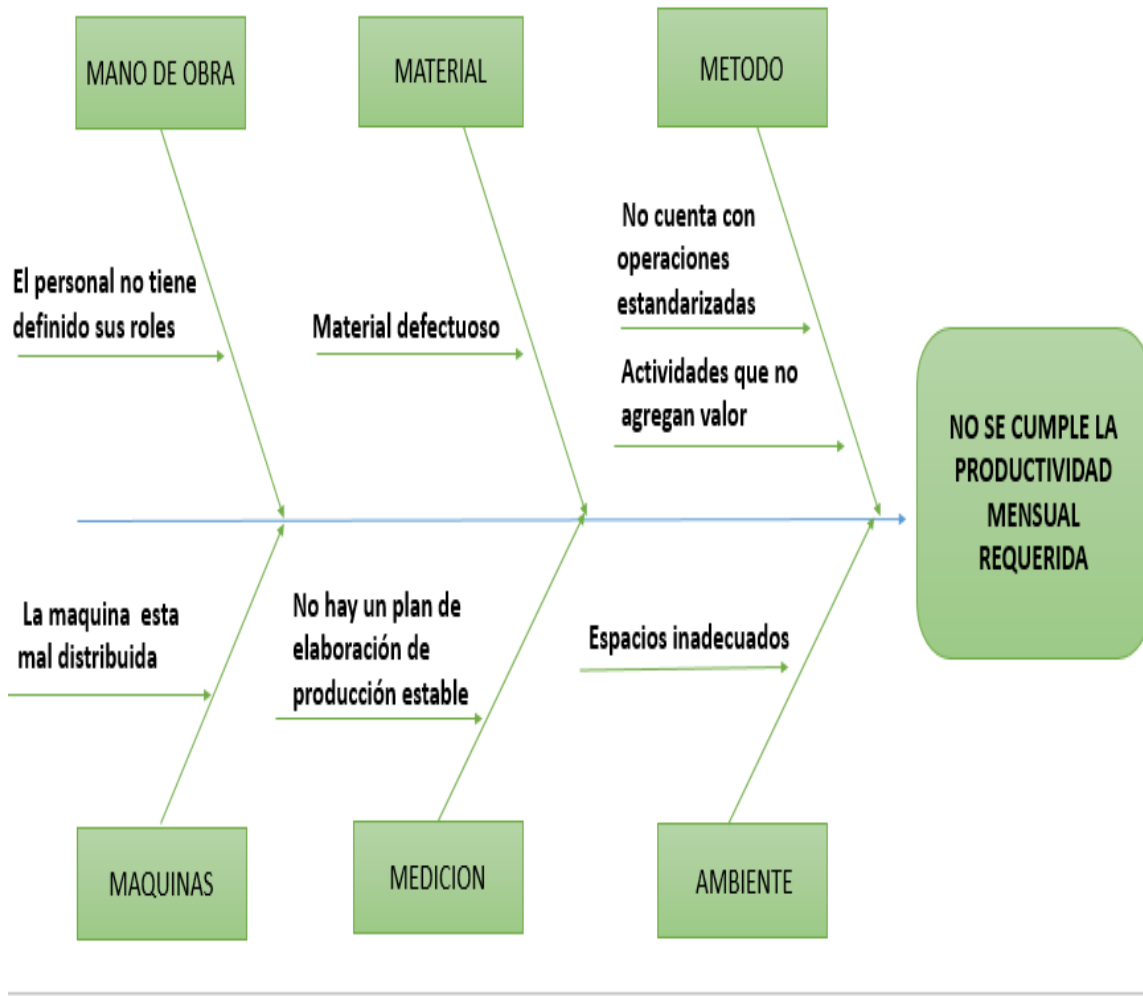 MANO DE OBRA
MATERIAL
METODO
No cuenta con
operaciones
estandarizadas
El personal no tiene
definido sus roles
Material defectuoso
Actividades que no
agregan valor
NO SE CUMPLE LA
PRODUCTIVIDAD
MENSUAL
REQUERIDA
La maquina esta
mal distribuida
No hay un plan de
elaboración de
producción estable
Espacios inadecuados
MAQUINAS
MEDICION
AMBIENTE